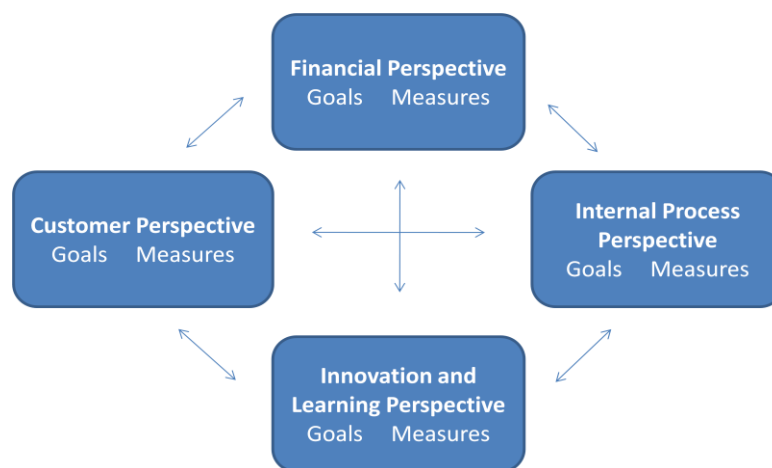 Financial Perspective
Goals Measures
Customer Perspective
Goals Measures
Internal Process
Perspective
Goals Measures
Innovation and
Learning Perspective
Goals Measures